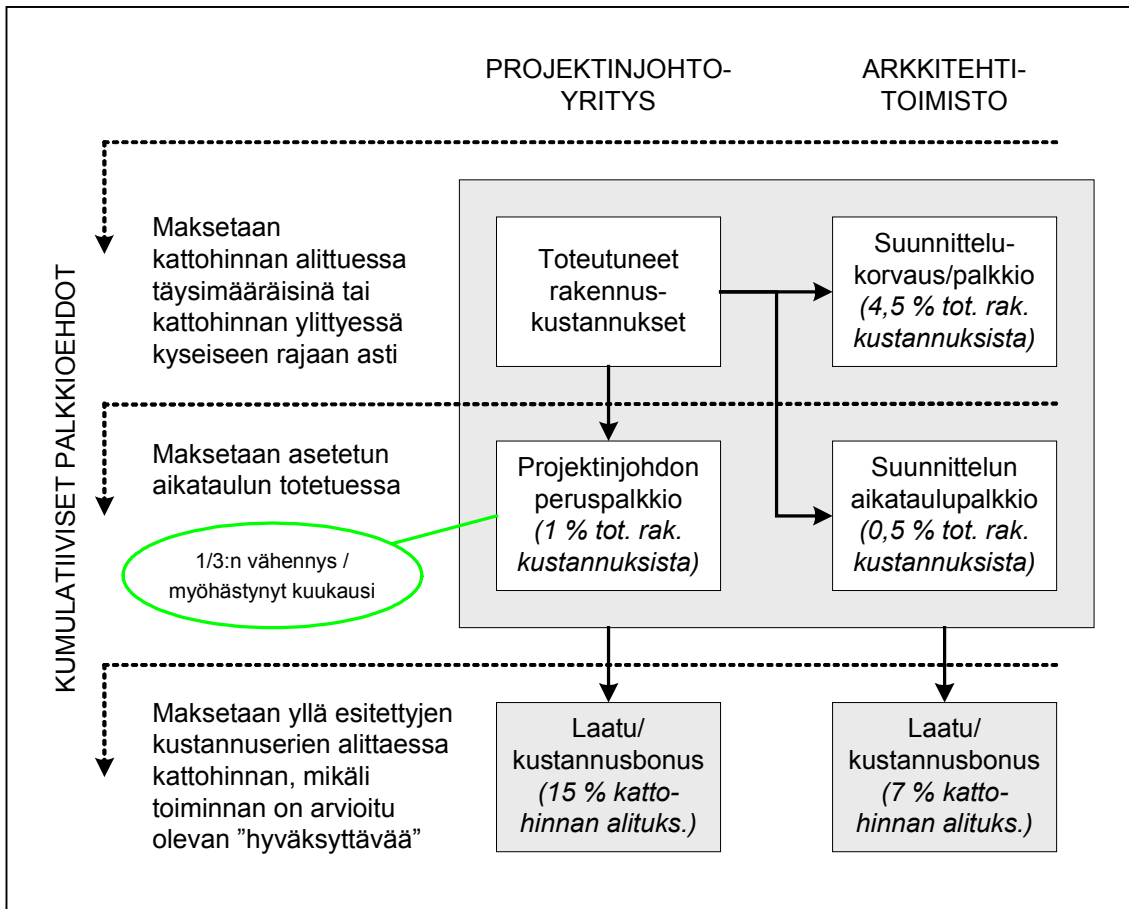 PROJEKTINJOHTO-
YRITYS
ARKKITEHTI-
TOIMISTO
KUMULATIIVISET PALKKIOEHDOT
Maksetaan
kattohinnan alittuessa
täysimääräisinä tai
kattohinnan ylittyessä
kyseiseen rajaan asti
Toteutuneet
rakennus-
kustannukset
Suunnittelu-
korvaus/palkkio
(4,5 % tot. rak.
kustannuksista)
Maksetaan asetetun
aikataulun totetuessa
1/3:n vähennys /
myöhästynyt kuukausi
Projektinjohdon
peruspalkkio
(1 % tot. rak.
kustannuksista)
Suunnittelun
aikataulupalkkio
(0,5 % tot. rak.
kustannuksista)
Maksetaan yllä esitettyjen
kustannuserien alittaessa
kattohinnan, mikäli
toiminnan on arvioitu
olevan ”hyväksyttävää”
Laatu/
kustannusbonus
(15 % katto-
hinnan alituks.)
Laatu/
kustannusbonus
(7 % katto-
hinnan alituks.)